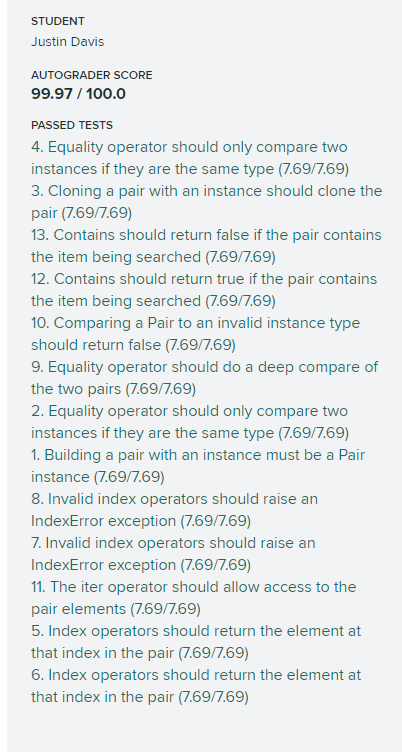 STUDENT
Justin Davis
AUTOGRADER SCORE
99.97 / 100.0
PASSED TESTS
4. Equality operator should only compare two
instances if they are the same type (7.69/7.69)
3. Cloning a pair with an instance should clone the
pair (7.69/7.69)
13. Contains should return false if the pair contains
the item being searched (7.69/7.69)
12. Contains should return true if the pair contains
the item being searched (7.69/7.69)
10. Comparing a Pair to an invalid instance type
should return false (7.69/7.69)
9. Equality operator should do a deep compare of
the two pairs (7.69/7.69)
2. Equality operator should only compare two
instances if they are the same type (7.69/7.69)
1. Building a pair with an instance must be a Pair
instance (7.69/7.69)
8. Invalid index operators should raise an
IndexError exception (7.69/7.69)
7. Invalid index operators should raise an
IndexError exception (7.69/7.69)
11. The iter operator should allow access to the
pair elements (7.69/7.69)
5. Index operators should return the element at
that index in the pair (7.69/7.69)
6. Index operators should return the element at
that index in the pair (7.69/7.69)